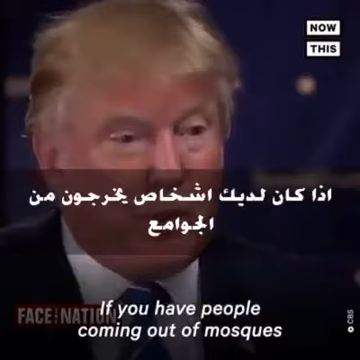 NOW
THIS
اذا كان لديك اشخاص يخرجون من
الجوامع
FACE THE NATION
If you have people
coming out of mosques
© CBS